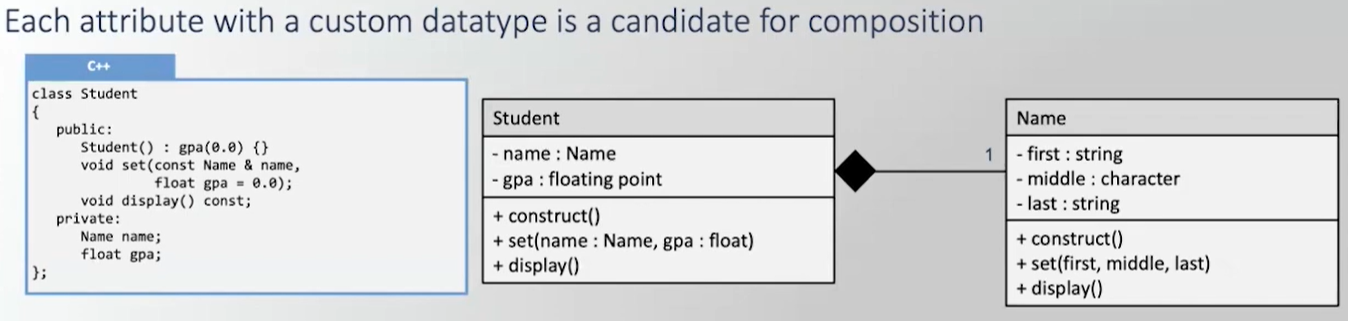 Each attribute with a custom datatype is a candidate for composition
C++
class Student
{
public:
Student() : gpa(0.0) {}
void set(const Name & name,
float gpa = 0.0);
void display() const;
private:
Name name;
float gpa;
};
Student
- name : Name
- gpa : floating point
+ construct()
+ set(name : Name, gpa : float)
+ display()
1
Name
- first : string
- middle : character
- last : string
+ construct()
+ set(first, middle, last)
+ display()